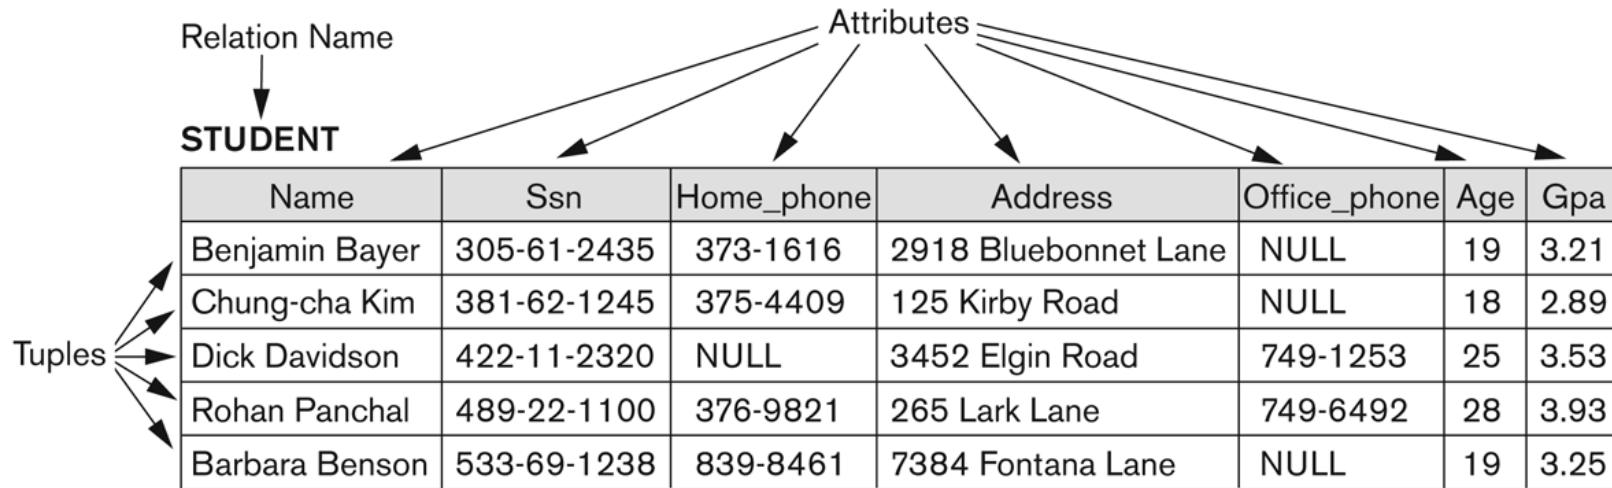 Attributes
Relation Name
STUDENT
Name Ssn Home_phone Address Office_phone Age Gpa
Benjamin Bayer 305-61-2435 373-1616 2918 Bluebonnet Lane NULL 19 3.21
Chung-cha Kim 381-62-1245 375-4409 125 Kirby Road NULL 18 2.89
Tuples Dick Davidson 422-11-2320 NULL 3452 Elgin Road 749-1253 25 3.53
Rohan Panchal 489-22-1100 376-9821 265 Lark Lane 749-6492 28 3.93
Barbara Benson 533-69-1238 839-8461 7384 Fontana Lane NULL 19 3.25